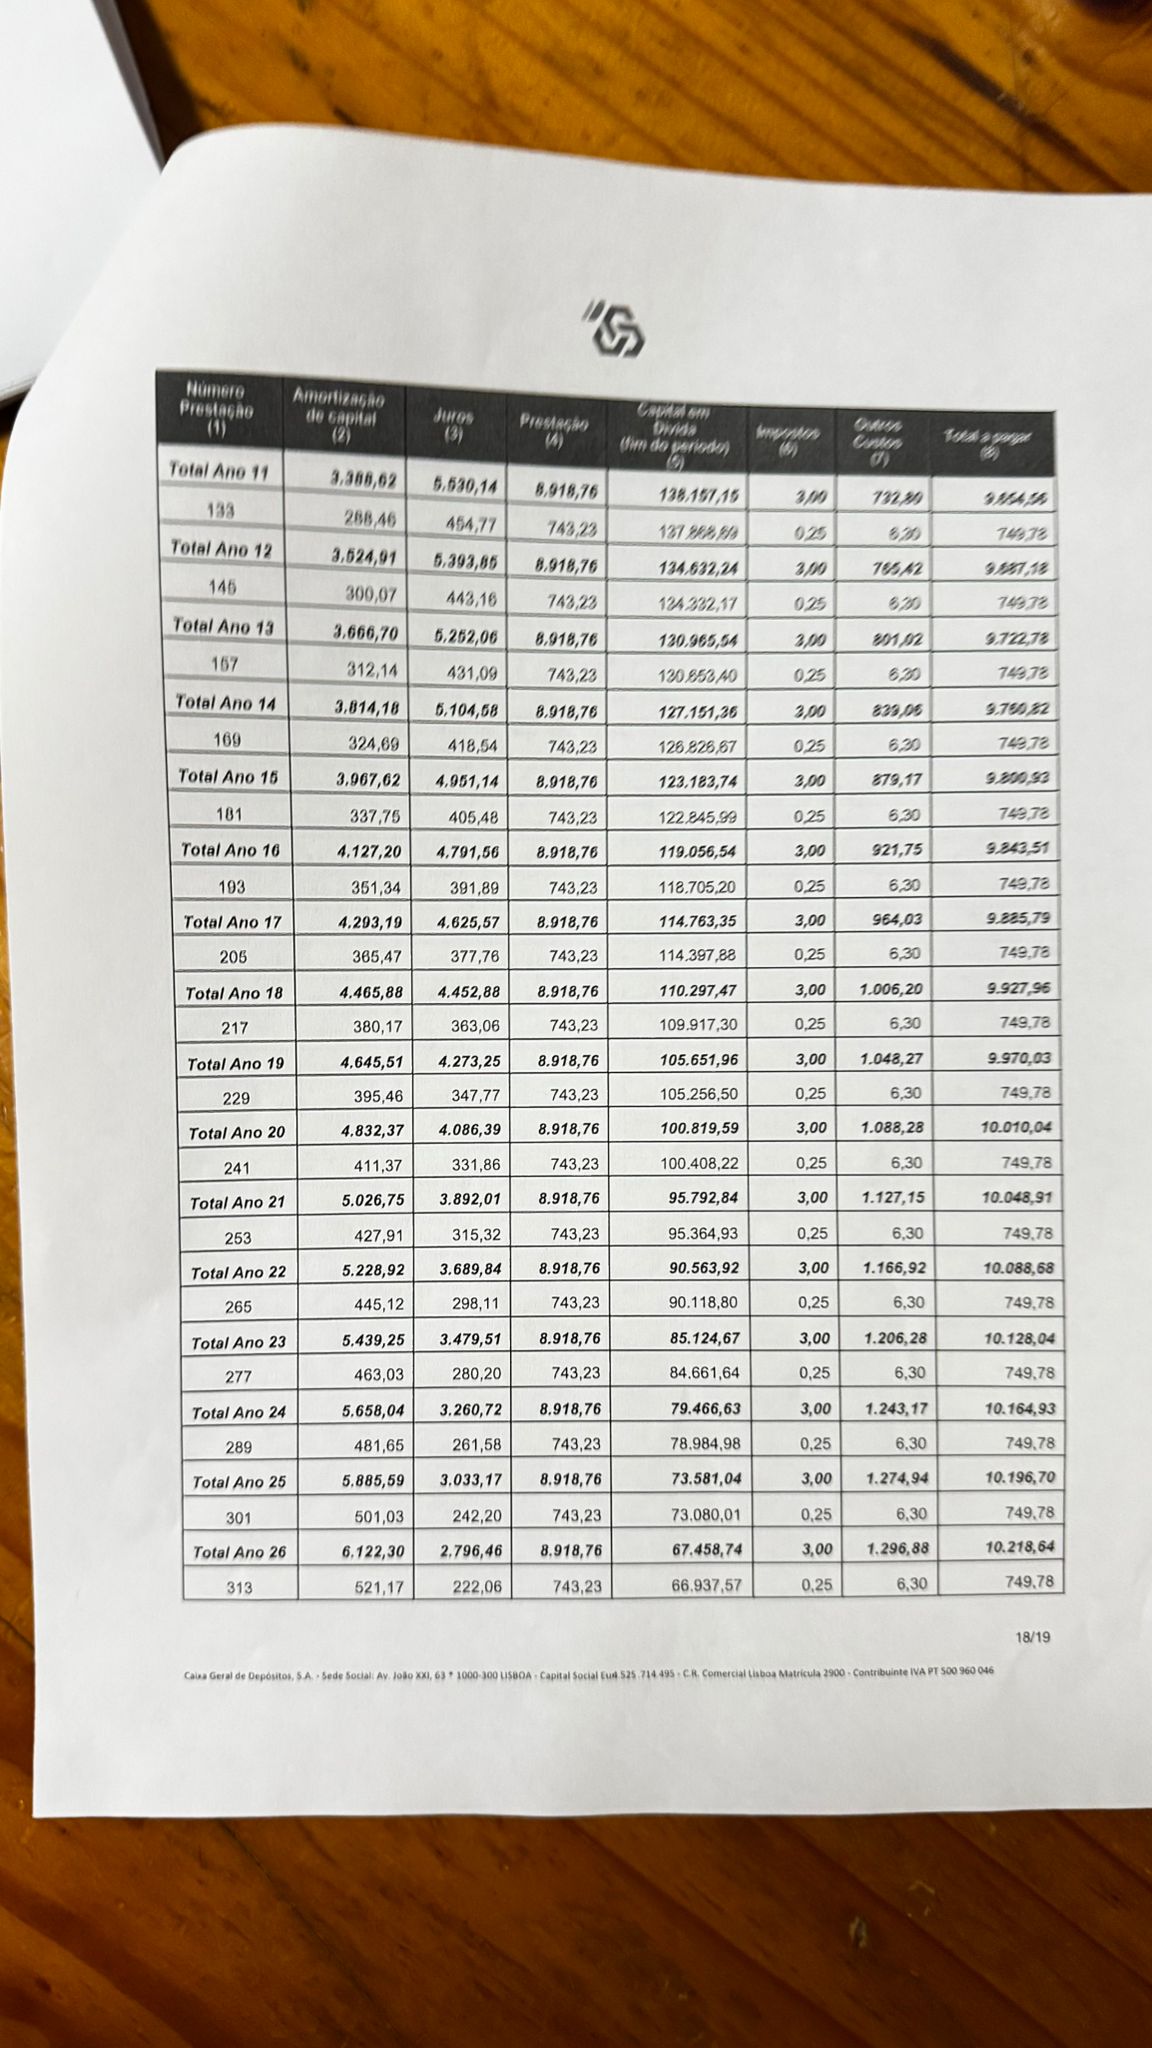 Número Prestação (1) Amortização de capital (2) Juros (3) Prestação (4) Capital em Dívida (fim do período) (5) Impostos (6) Outros Custos (7) Total a pagar (8)
Total Ano 11 3.388,62 5.530,14 8.918,76 138.157,15 3,00 732,80 9.654,56
133 288,46 454,77 743,23 137.868,69 0,25 6,30 749,78
Total Ano 12 3.524,91 5.393,85 8.918,76 134.632,24 3,00 765,42 9.687,18
145 300,07 443,16 743,23 134.332,17 0,25 6,30 749,78
Total Ano 13 3.666,70 5.252,06 8.918,76 130.965,54 3,00 801,02 9.722,78
157 312,14 431,09 743,23 130.653,40 0,25 6,30 749,78
Total Ano 14 3.814,18 5.104,58 8.918,76 127.151,36 3,00 839,06 9.760,82
169 324,69 418,54 743,23 126.826,67 0,25 6,30 749,78
Total Ano 15 3.967,62 4.951,14 8.918,76 123.183,74 3,00 879,17 9.800,93
181 337,75 405,48 743,23 122.845,99 0,25 6,30 749,78
Total Ano 16 4.127,20 4.791,56 8.918,76 119.056,54 3,00 921,75 9.843,51
193 351,34 391,89 743,23 118.705,20 0,25 6,30 749,78
Total Ano 17 4.293,19 4.625,57 8.918,76 114.763,35 3,00 964,03 9.885,79
205 365,47 377,76 743,23 114.397,88 0,25 6,30 749,78
Total Ano 18 4.465,88 4.452,88 8.918,76 110.297,47 3,00 1.006,20 9.927,96
217 380,17 363,06 743,23 109.917,30 0,25 6,30 749,78
Total Ano 19 4.645,51 4.273,25 8.918,76 105.651,96 3,00 1.048,27 9.970,03
229 395,46 347,77 743,23 105.256,50 0,25 6,30 749,78
Total Ano 20 4.832,37 4.086,39 8.918,76 100.819,59 3,00 1.088,28 10.010,04
241 411,37 331,86 743,23 100.408,22 0,25 6,30 749,78
Total Ano 21 5.026,75 3.892,01 8.918,76 95.792,84 3,00 1.127,15 10.048,91
253 427,91 315,32 743,23 95.364,93 0,25 6,30 749,78
Total Ano 22 5.228,92 3.689,84 8.918,76 90.563,92 3,00 1.166,92 10.088,68
265 445,12 298,11 743,23 90.118,80 0,25 6,30 749,78
Total Ano 23 5.439,25 3.479,51 8.918,76 85.124,67 3,00 1.206,28 10.128,04
277 463,03 280,20 743,23 84.661,64 0,25 6,30 749,78
Total Ano 24 5.658,04 3.260,72 8.918,76 79.466,63 3,00 1.243,17 10.164,93
289 481,65 261,58 743,23 78.984,98 0,25 6,30 749,78
Total Ano 25 5.885,59 3.033,17 8.918,76 73.581,04 3,00 1.274,94 10.196,70
301 501,03 242,20 743,23 73.080,01 0,25 6,30 749,78
Total Ano 26 6.122,30 2.796,46 8.918,76 67.458,74 3,00 1.296,88 10.218,64
313 521,17 222,06 743,23 66.937,57 0,25 6,30 749,78
18/19
Caixa Geral de Depósitos, S.A. - Sede Social: Av. João XXI, 63 * 1000-300 LISBOA - Capital Social Eur4.525.714.495 - C.R. Comercial Lisboa Matrícula 2900 - Contribuinte IVA PT 500 960 046